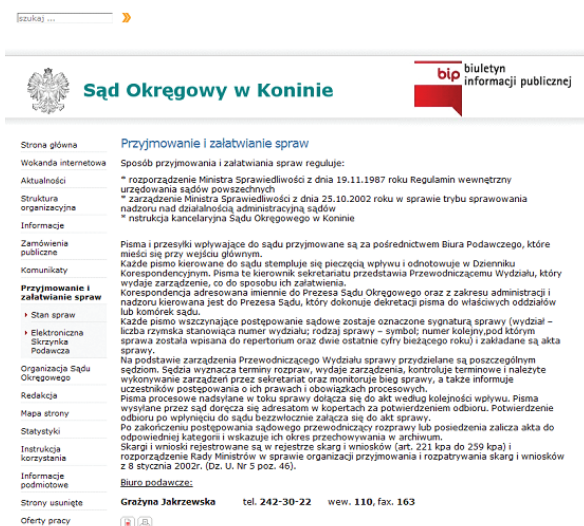 szukaj ...
Sąd Okręgowy w Koninie
bip biuletyn
informacji publicznej
Strona główna
Wokanda internetowa
Aktualności
Struktura
organizacyjna
Informacje
Zamówienia
publiczne
Komunikaty
Przyjmowanie i
załatwianie spraw
Stan spraw
Elektroniczna
Skrzynka
Podawcza
Organizacja Sądu
Okręgowego
Redakcja
Mapa strony
Statystyki
Instrukcja
korzystania
Informacje
podmiotowe
Strony usunięte
Oferty pracy
Przyjmowanie i załatwianie spraw
Sposób przyjmowania i załatwiania spraw reguluje:
* rozporządzenie Ministra Sprawiedliwości z dnia 19.11.1987 roku Regulamin wewnętrzny
urzędowania sądów powszechnych
* zarządzenie Ministra Sprawiedliwości z dnia 25.10.2002 roku w sprawie trybu sprawowania
nadzoru nad działalnością administracyjną sądów
* nstrukcja kancelaryjna Sądu Okręgowego w Koninie
Pisma i przesyłki wpływające do sądu przyjmowane są za pośrednictwem Biura Podawczego, które
mieści się przy wejściu głównym.
Każde pismo kierowane do sądu stempluje się pieczęcią wpływu i odnotowuje w Dzienniku
Korespondencyjnym. Pisma te kierownik sekretariatu przedstawia Przewodniczącemu Wydziału, który
wydaje zarządzenie, co do sposobu ich załatwienia.
Korespondencja adresowana imiennie do Prezesa Sądu Okręgowego oraz z zakresu administracji i
nadzoru kierowana jest do Prezesa Sądu, który dokonuje dekretacji pisma do właściwych oddziałów
lub komórek sądu.
Każde pismo wszczynające postępowanie sądowe zostaje oznaczone sygnaturą sprawy (wydział –
liczba rzymska stanowiąca numer wydziału; rodzaj sprawy – symbol; numer kolejny,pod którym
sprawa została wpisana do repertorium oraz dwie ostatnie cyfry bieżącego roku) i zakładane są akta
sprawy.
Na podstawie zarządzenia Przewodniczącego Wydziału sprawy przydzielane są poszczególnym
sędziom. Sędzia wyznacza terminy rozpraw, wydaje zarządzenia, kontroluje terminowe i należyte
wykonywanie zarządzeń przez sekretariat oraz monitoruje bieg sprawy, a także informuje
uczestników postępowania o ich prawach i obowiązkach procesowych.
Pisma procesowe nadsyłane w toku sprawy dołącza się do akt według kolejności wpływu. Pisma
wysyłane przez sąd doręcza się adresatom w kopertach za potwierdzeniem odbioru. Potwierdzenie
odbioru po wpłynięciu do sądu bezzwłocznie załącza się do akt sprawy.
Po zakończeniu postępowania sądowego przewodniczący rozprawy lub posiedzenia zalicza akta do
odpowiedniej kategorii i wskazuje ich okres przechowywania w archiwum.
Skargi i wnioski rejestrowane są w rejestrze skarg i wniosków (art. 221 kpa do 259 kpa) i
rozporządzenie Rady Ministrów w sprawie organizacji przyjmowania i rozpatrywania skarg i wniosków
z 8 stycznia 2002r. (Dz. U. Nr 5 poz. 46).
Biuro podawcze:
Grażyna Jakrzewska tel. 242-30-22 wew. 110, fax. 163